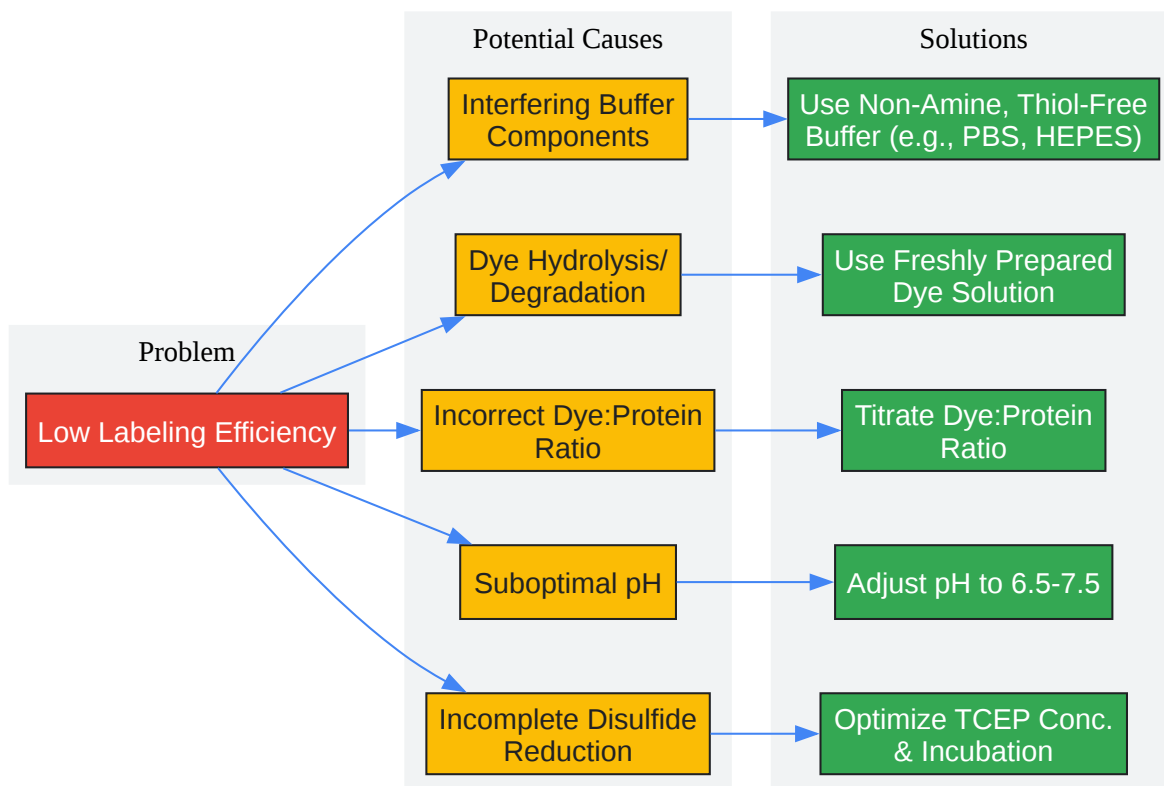 Potential Causes
Solutions
Interfering Buffer
Components
Use Non-Amine, Thiol-Free
Buffer (e.g., PBS, HEPES)
Dye Hydrolysis/
Degradation
Use Freshly Prepared
Dye Solution
Problem
Low Labeling Efficiency
Incorrect Dye:Protein
Ratio
Titrate Dye:Protein
Ratio
Suboptimal pH
Adjust pH to 6.5-7.5
Incomplete Disulfide
Reduction
Optimize TCEP Conc.
& Incubation